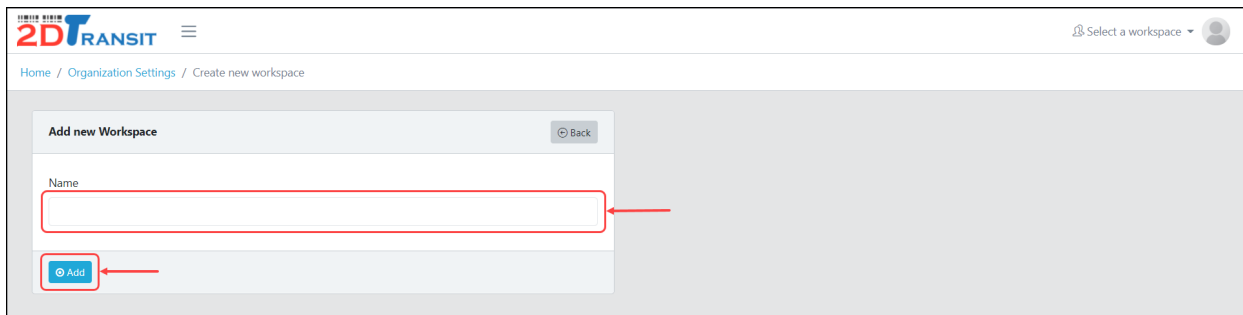 2DTRANSIT
Select a workspace
Home / Organization Settings / Create new workspace
Add new Workspace
Back
Name
Add